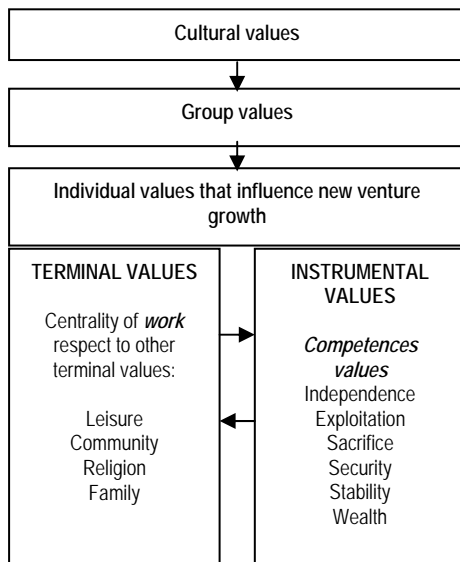 Cultural values
Group values
Individual values that influence new venture
growth
TERMINAL VALUES
Centrality of work
respect to other
terminal values:
Leisure
Community
Religion
Family
INSTRUMENTAL
VALUES
Competences
values
Independence
Exploitation
Sacrifice
Security
Stability
Wealth